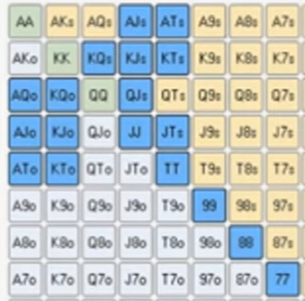 AA AKs AQs AJs ATs A9s A8s A7s
AKo KK KQs KJs KTs K9s K8s K7s
AQo KQo QQ QJs QTs Q9s Q8s Q7s
AJo KJo QJo JJ JTs J9s J8s J7s
ATo KTo QTo JTo TT T9s T8s T7s
A9o K9o Q9o J9o T9o 99 98s 97s
A8o K8o Q8o J8o T8o 98o 88 87s
A7o K7o Q7o J7o T7o 97o 87o 77